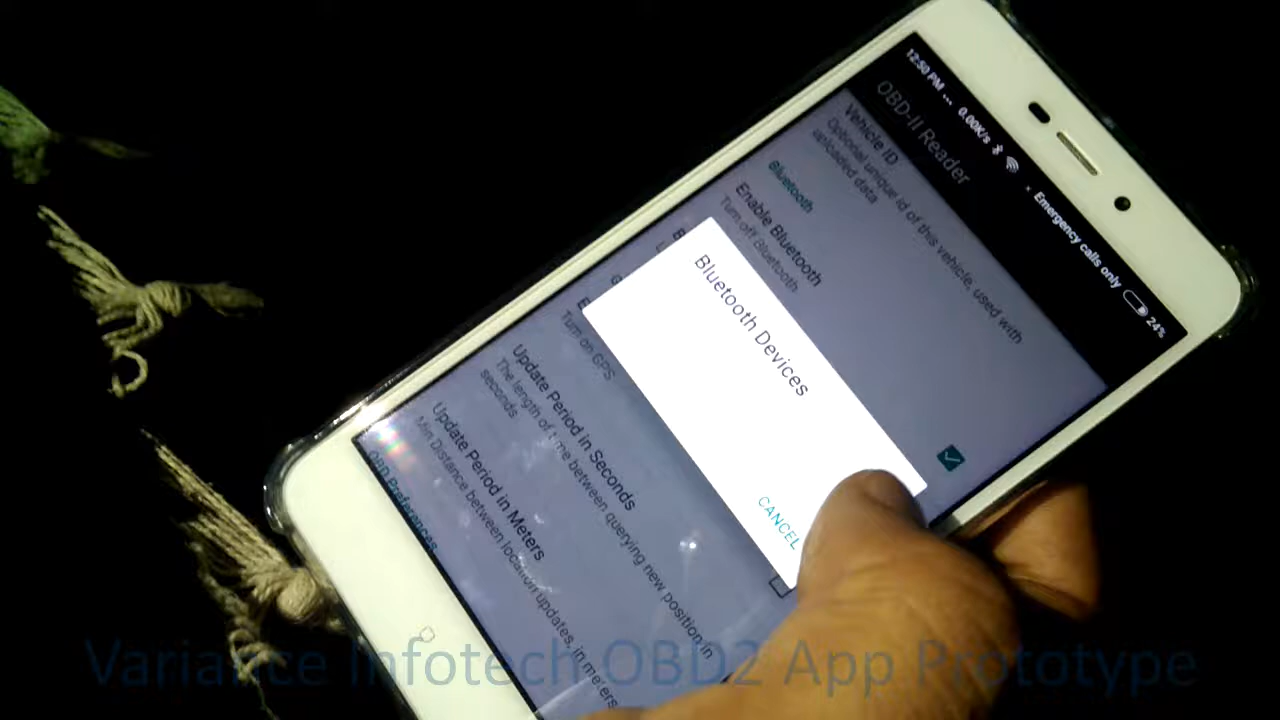 12:50 PM ... 0.00K/s
Emergency calls only
24%
OBD-II Reader
Vehicle ID
Optional unique id of this vehicle, used with
uploaded data
Bluetooth
Enable Bluetooth
Turn off Bluetooth
Bluetooth Devices
CANCEL
Turn on GPS
Update Period in Seconds
The length of time between querying new position in
seconds
Update Period in Meters
Min Distance between location updates, in meters
OBD Preferences
Variance Infotech OBD2 App Prototype